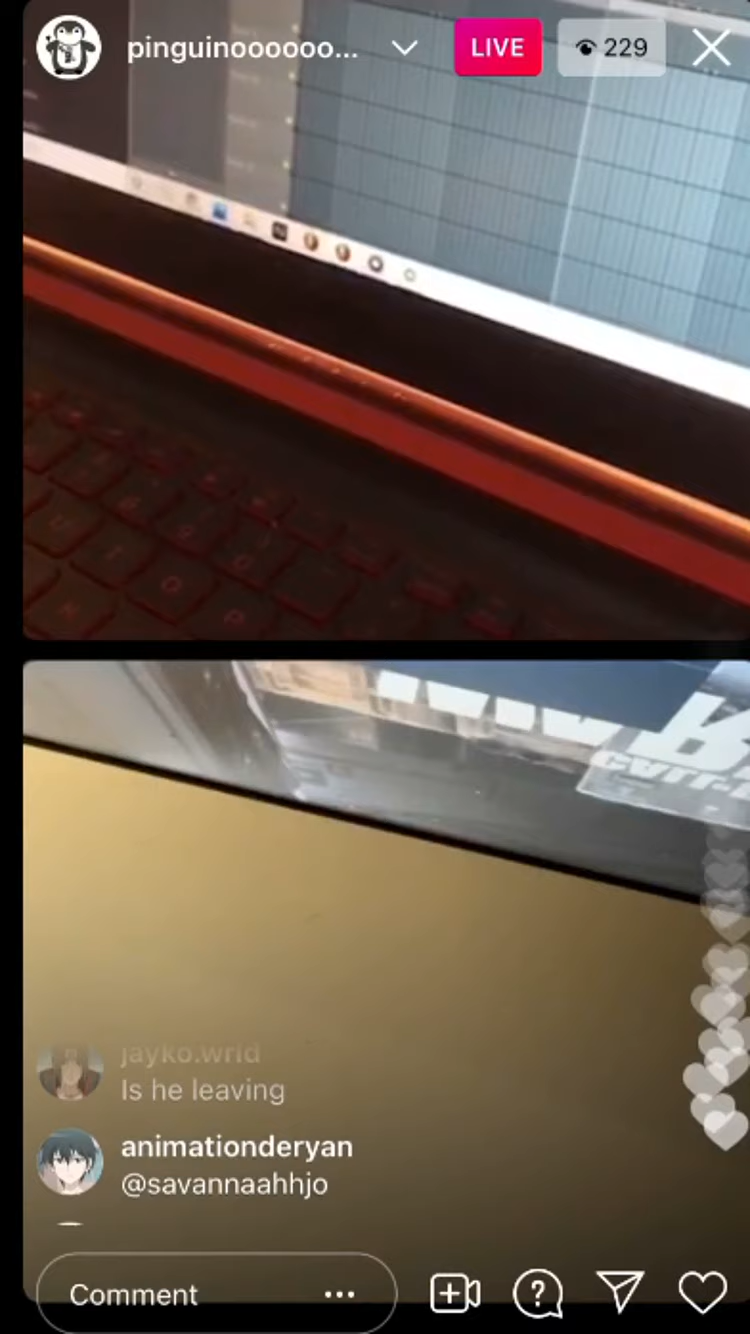 pinguinoooooo...
LIVE
229
U
I
O
P
jayko.wrld
Is he leaving
animationderyan
@savannaahhjo
Comment